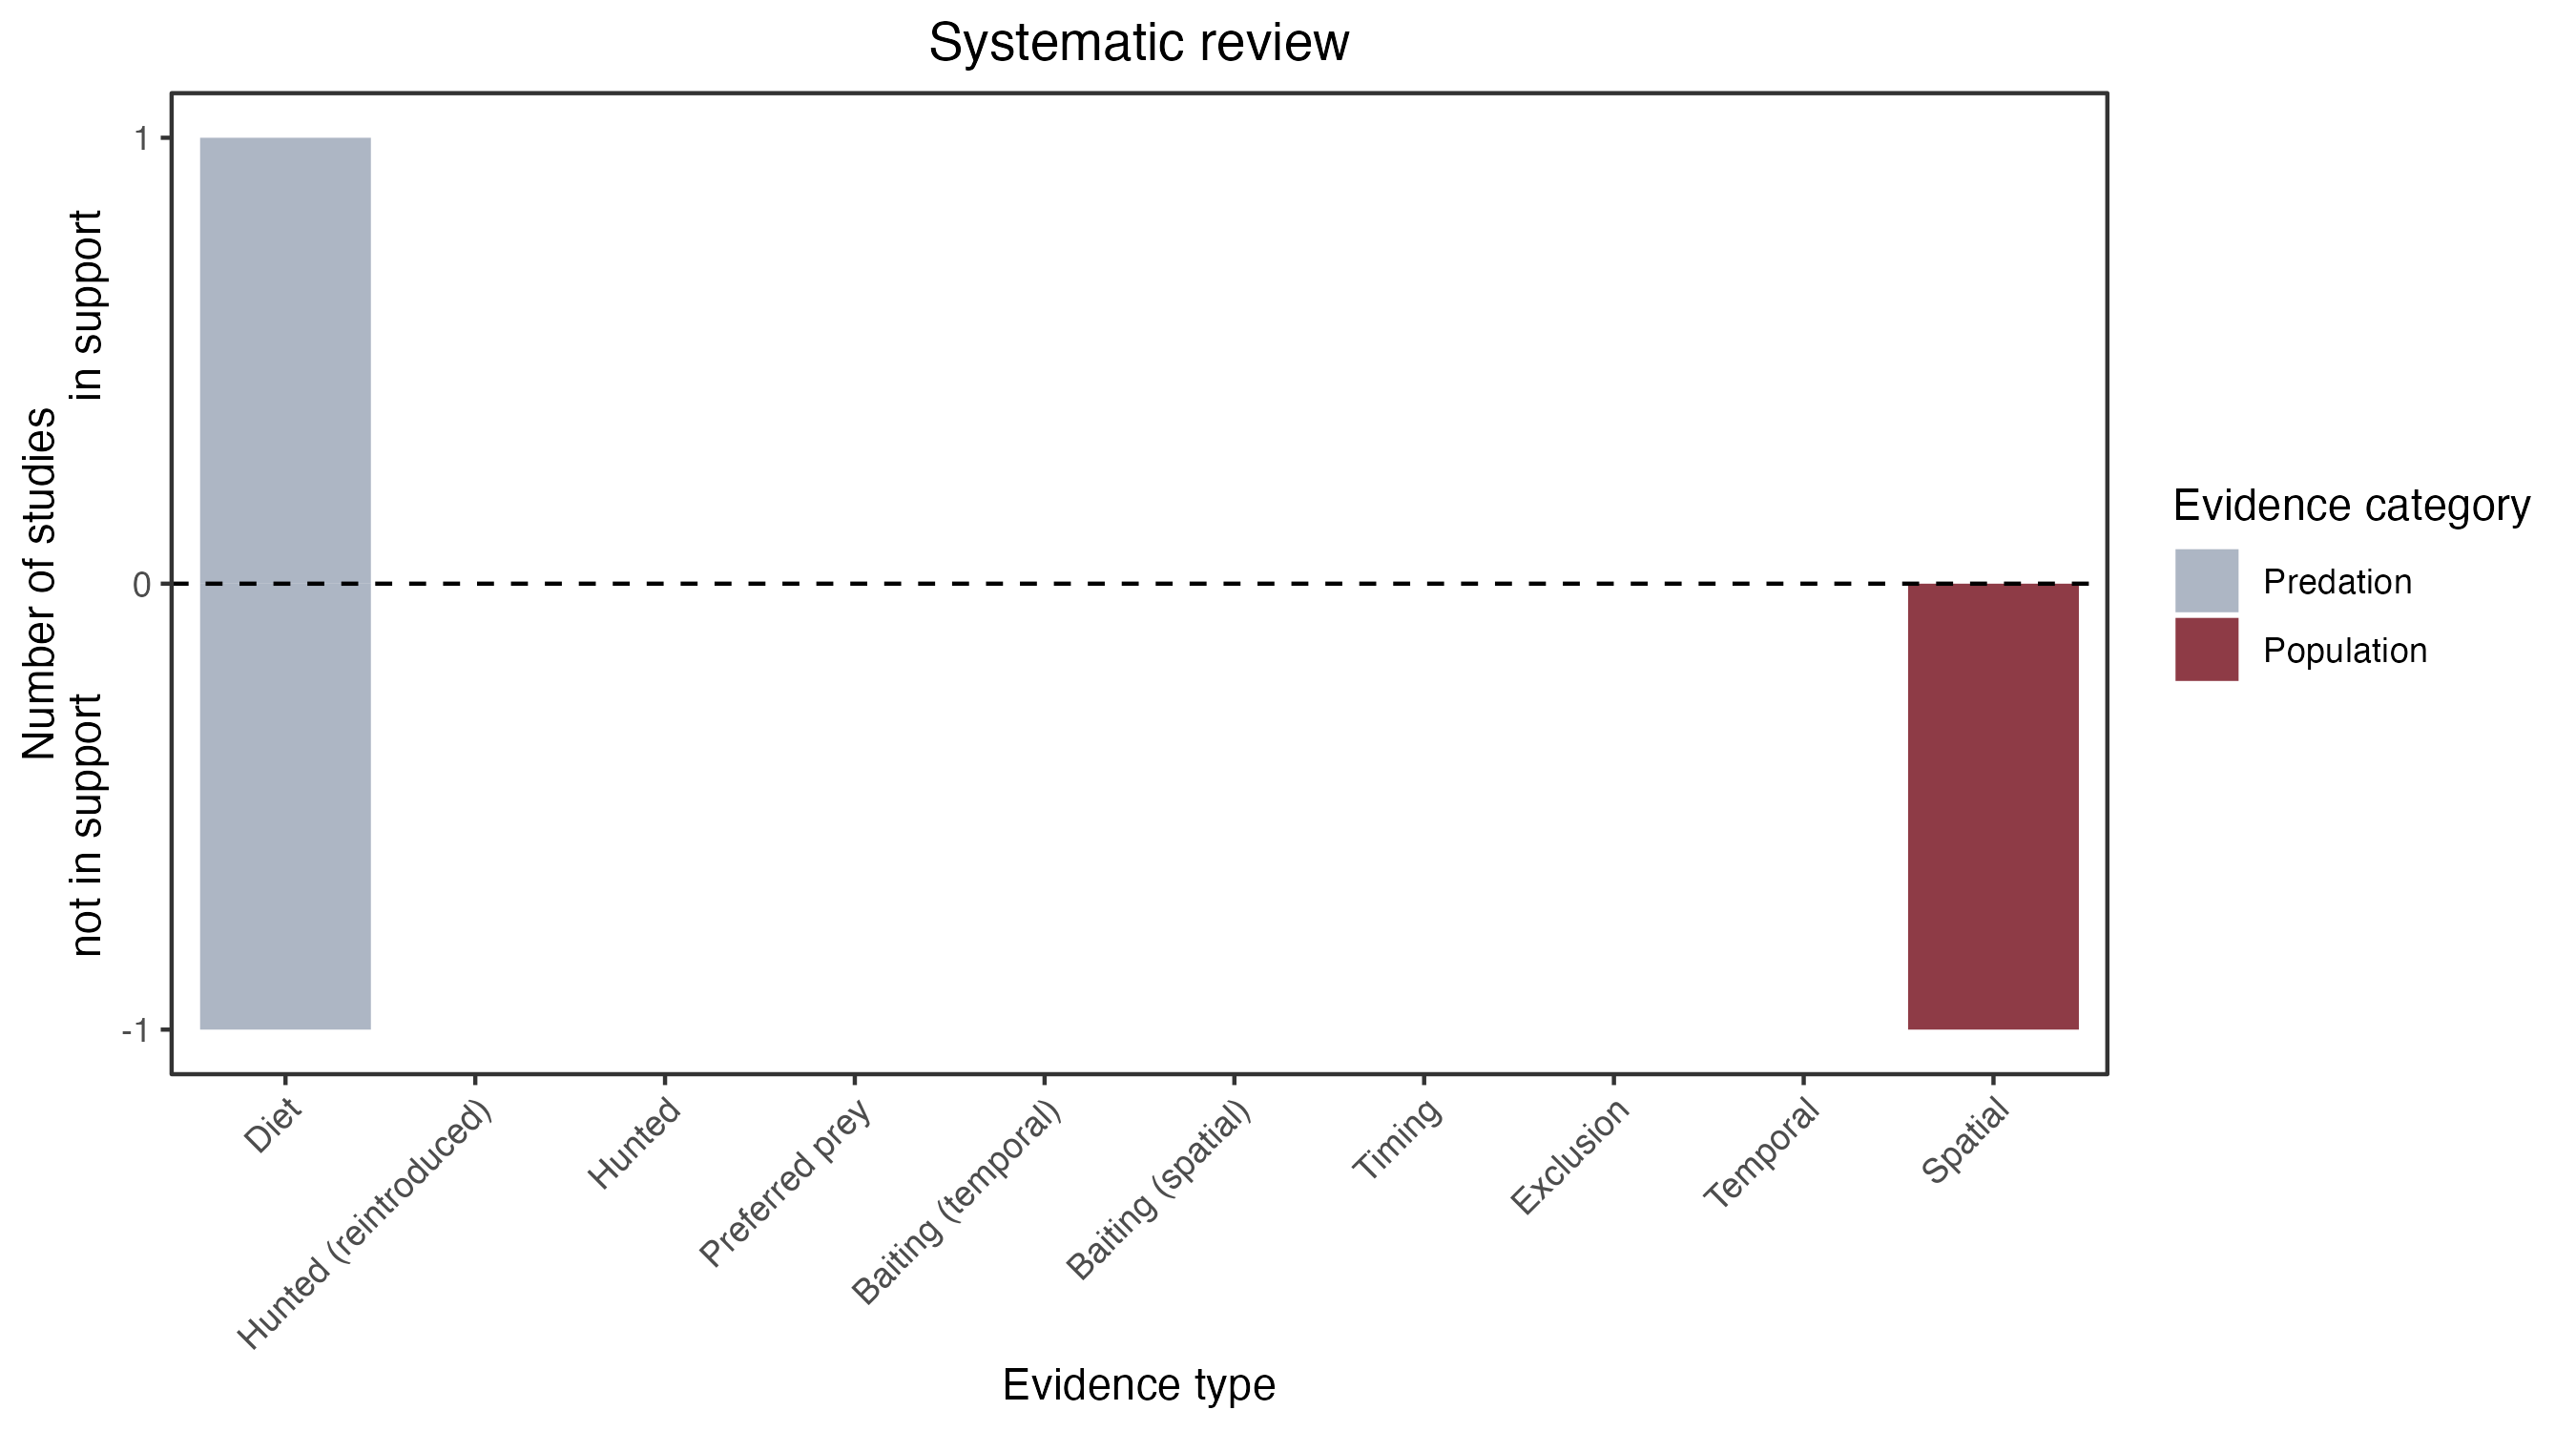 Systematic review
Number of studies
not in support in support
1
0
-1
Diet
Hunted (reintroduced)
Hunted
Preferred prey
Baiting (temporal)
Baiting (spatial)
Timing
Exclusion
Temporal
Spatial
Evidence type
Evidence category
Predation
Population